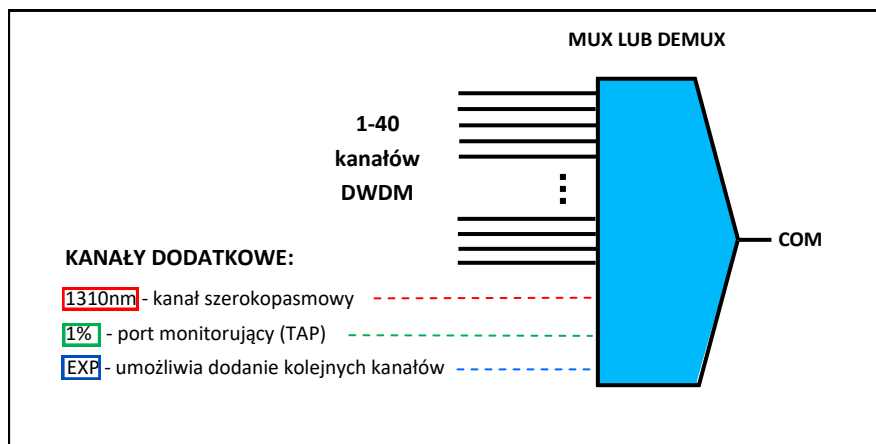 MUX LUB DEMUX
1-40
kanałów
DWDM
COM
KANAŁY DODATKOWE:
1310nm - kanał szerokopasmowy
1% - port monitorujący (TAP)
EXP - umożliwia dodanie kolejnych kanałów